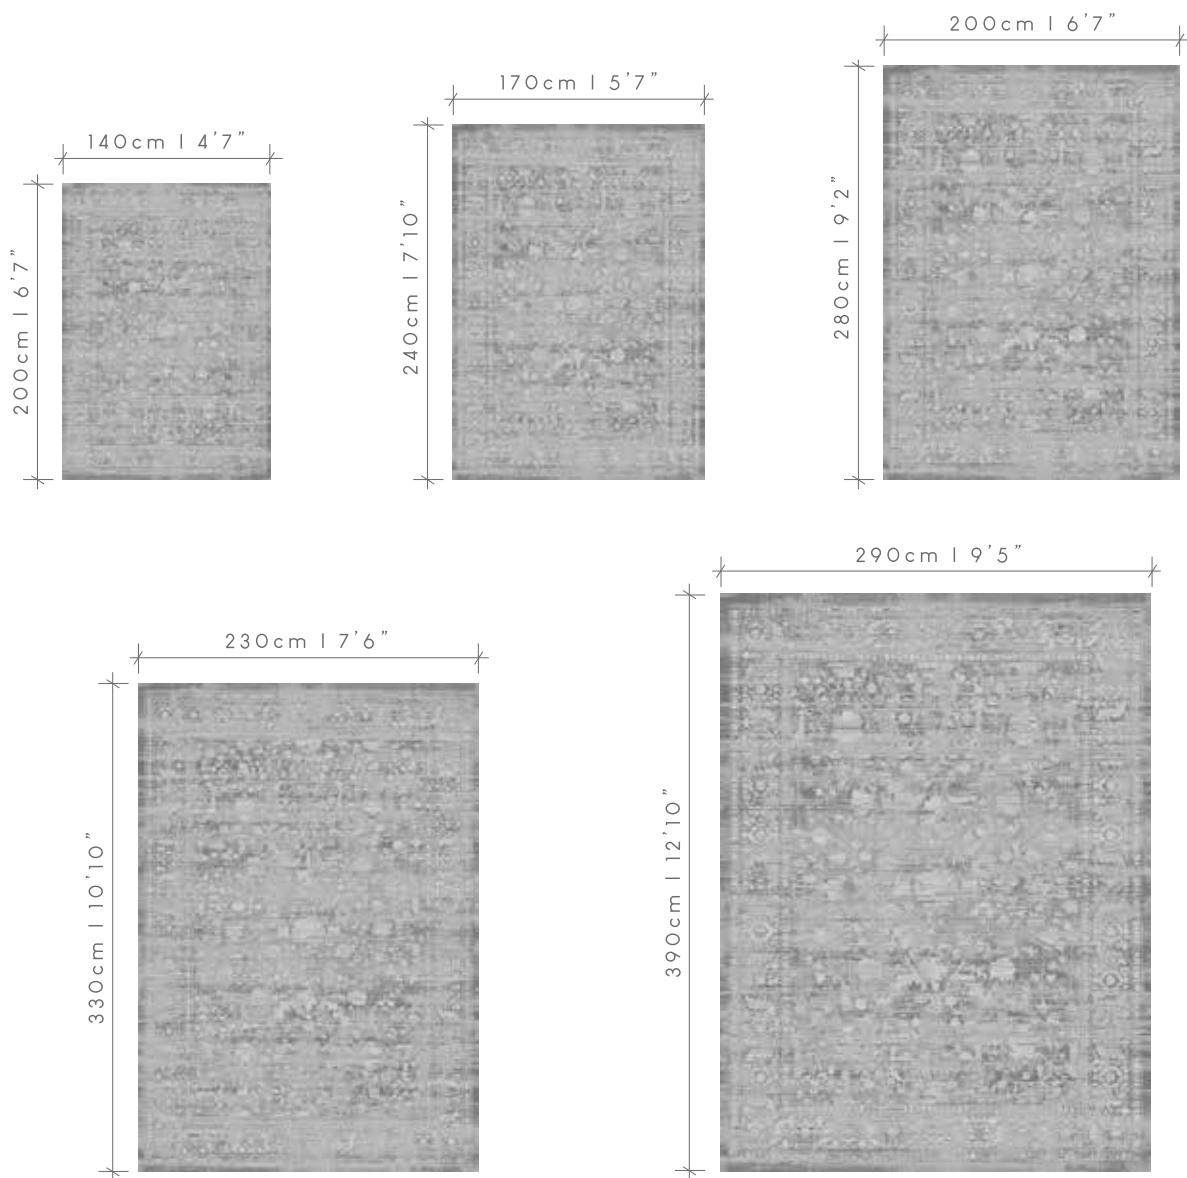 200cm | 6'7"
170cm | 5'7"
140cm | 4'7"
280cm | 9'2"
240cm | 7'10"
200cm | 6'7"
290cm | 9'5"
230cm | 7'6"
390cm | 12'10"
330cm | 10'10"